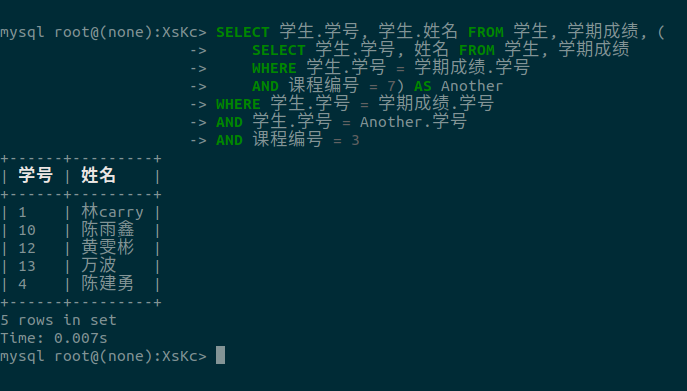 mysql root@(none):XsKc> SELECT 学生.学号, 学生.姓名 FROM 学生, 学期成绩, (
-> SELECT 学生.学号, 姓名 FROM 学生, 学期成绩
-> WHERE 学生.学号 = 学期成绩.学号
-> AND 课程编号 = 7) AS Another
-> WHERE 学生.学号 = 学期成绩.学号
-> AND 学生.学号 = Another.学号
-> AND 课程编号 = 3
+------+---------+
| 学号 | 姓名 |
+------+---------+
| 1 | 林carry |
| 10 | 陈雨鑫 |
| 12 | 黄雯彬 |
| 13 | 万波 |
| 4 | 陈建勇 |
+------+---------+
5 rows in set
Time: 0.007s
mysql root@(none):XsKc>